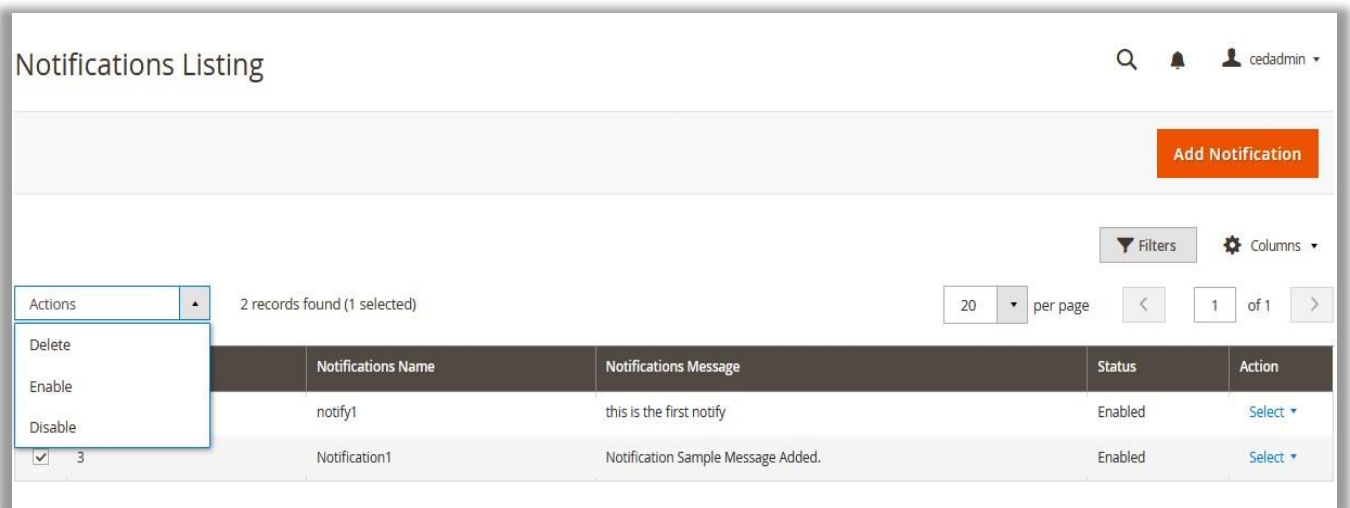 Notifications Listing
cedadmin
Add Notification
Filters
Columns
Actions
2 records found (1 selected)
20
per page
1
of 1
Delete
Enable
Disable
Notifications Name
Notifications Message
Status
Action
notify1
this is the first notify
Enabled
Select
3
Notification1
Notification Sample Message Added.
Enabled
Select